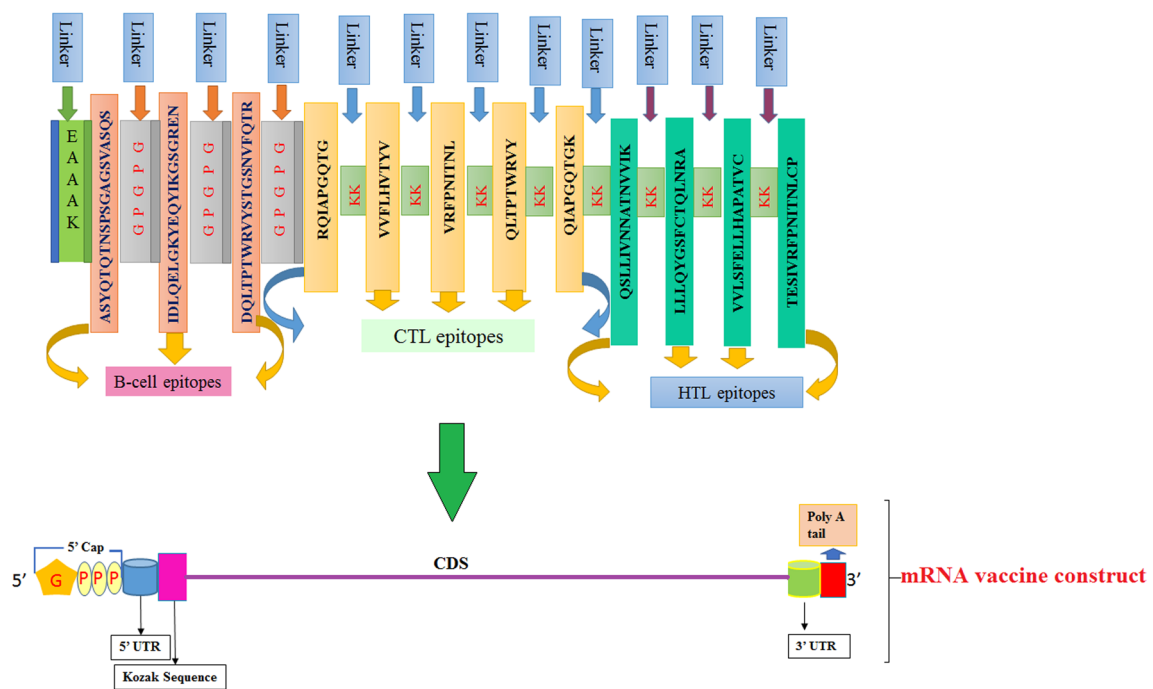 Linker
Linker
Linker
Linker
Linker
Linker
Linker
Linker
Linker
Linker
Linker
Linker
EAAAK
ASYQTQTNSPSGAGSVASQS
GPGPG
IDLQELGKYEQYIKGSGREN
GPGPG
DQLTPTWRVYSTGSNVFQTR
GPGPG
RQIAPGQTG
KK
VVFLHVTYV
KK
VRFPNITNL
KK
QLTPTWRVY
KK
QIAPGQTGK
KK
QSLLIVNNATNVVIK
KK
LLLQYGSFCTQLNRA
KK
VVLSFELLHAPATVC
KK
TESIVRFPNITNLCP
B-cell epitopes
CTL epitopes
HTL epitopes
5’
5’ Cap
G
P
P
P
CDS
Poly A
tail
3’
mRNA vaccine construct
5’ UTR
Kozak Sequence
3’ UTR